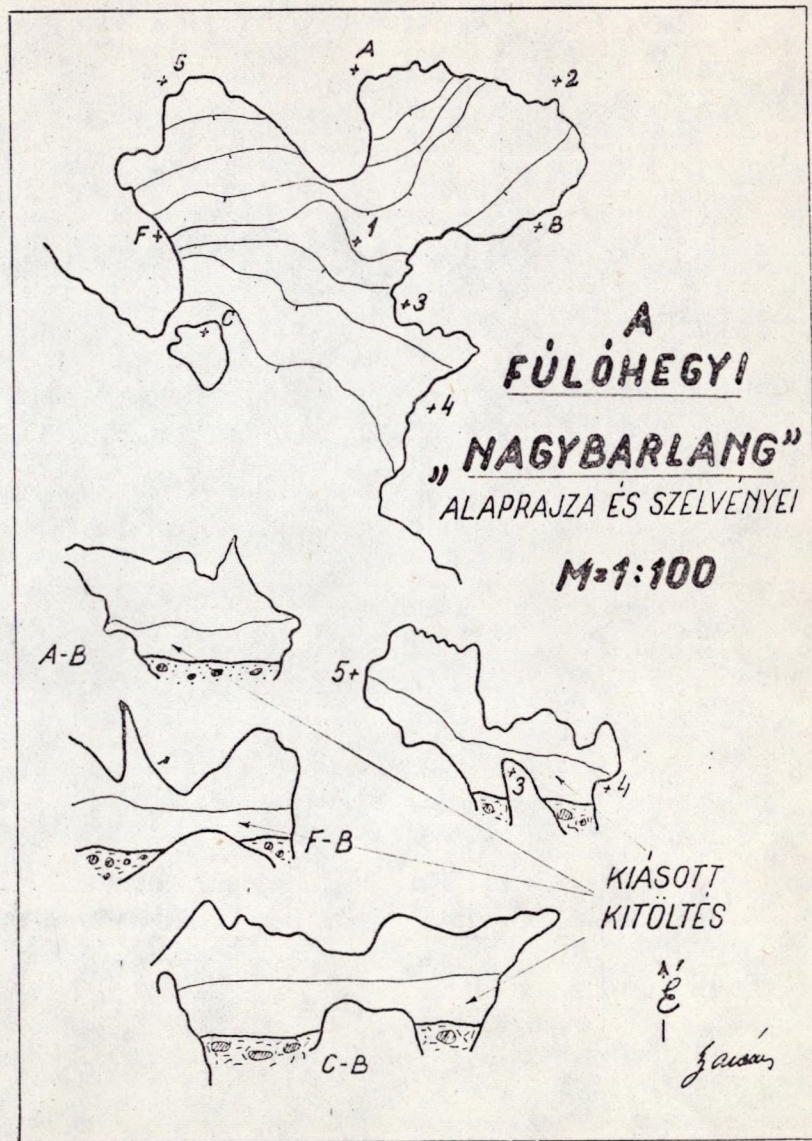 5
A
2
F
1
B
3
C
4
A
FÚLÓHEGYI
„NAGYBARLANG”
ALAPRAJZA ÉS SZELVÉNYEI
M=1:100
A-B
5
3
4
F-B
KIÁSOTT
KITÖLTÉS
É
C-B